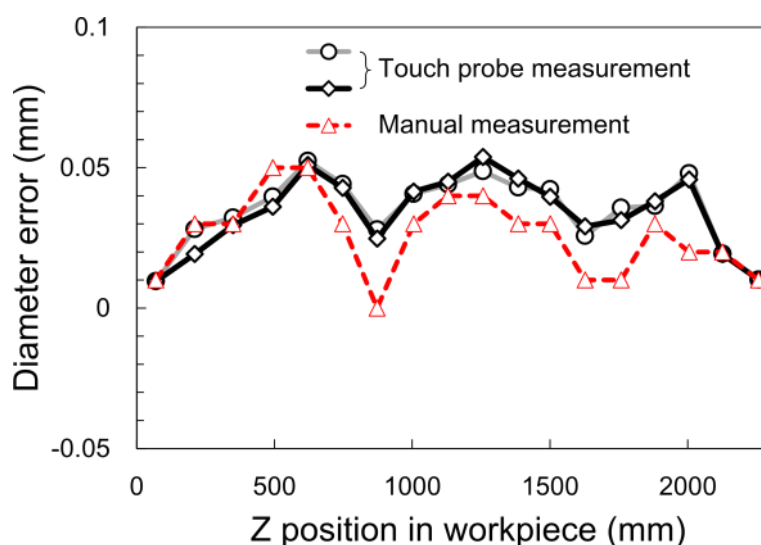 0.1
Touch probe measurement
Manual measurement
0.05
0
-0.05
Diameter error (mm)
0 500 1000 1500 2000
Z position in workpiece (mm)